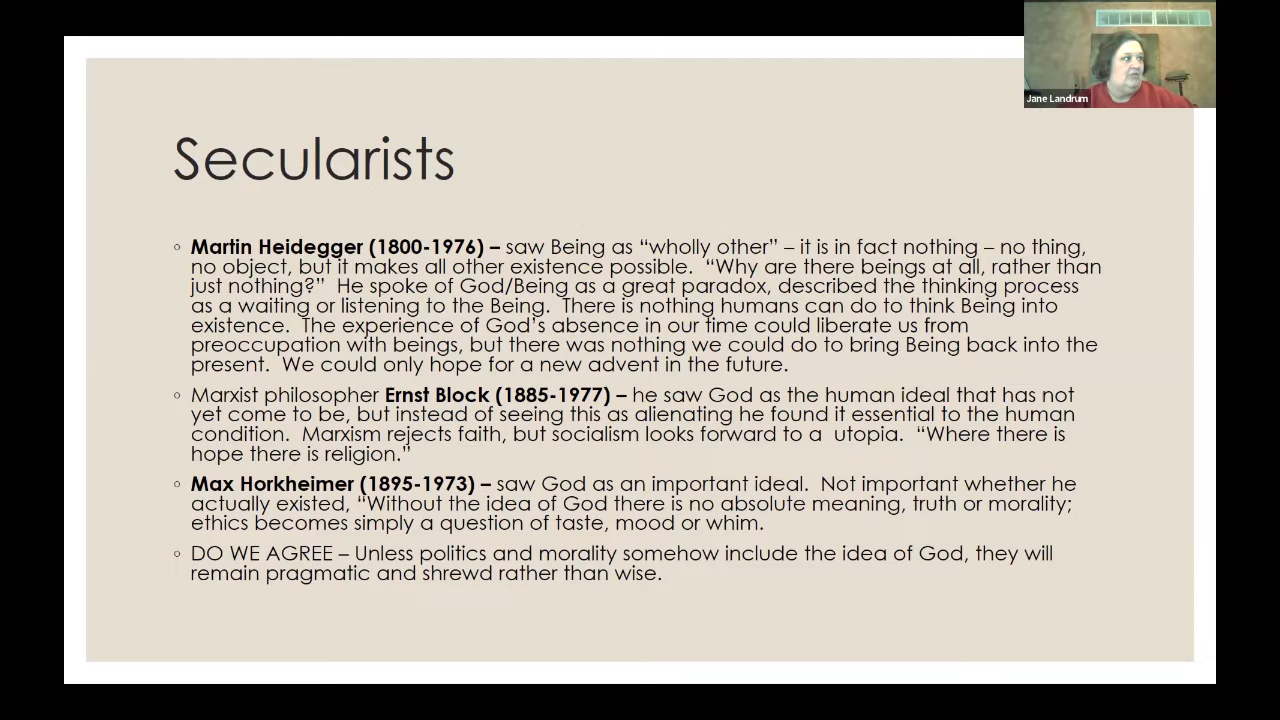 Jane Landrum
Secularists
◦ Martin Heidegger (1800-1976) – saw Being as “wholly other” – it is in fact nothing – no thing,
no object, but it makes all other existence possible.  “Why are there beings at all, rather than
just nothing?”  He spoke of God/Being as a great paradox, described the thinking process
as a waiting or listening to the Being.  There is nothing humans can do to think Being into
existence.  The experience of God’s absence in our time could liberate us from
preoccupation with beings, but there was nothing we could do to bring Being back into the
present.  We could only hope for a new advent in the future.
◦ Marxist philosopher Ernst Block (1885-1977) – he saw God as the human ideal that has not
yet come to be, but instead of seeing this as alienating he found it essential to the human
condition.  Marxism rejects faith, but socialism looks forward to a  utopia.  “Where there is
hope there is religion.”
◦ Max Horkheimer (1895-1973) – saw God as an important ideal.  Not important whether he
actually existed, “Without the idea of God there is no absolute meaning, truth or morality;
ethics becomes simply a question of taste, mood or whim.
◦ DO WE AGREE – Unless politics and morality somehow include the idea of God, they will
remain pragmatic and shrewd rather than wise.